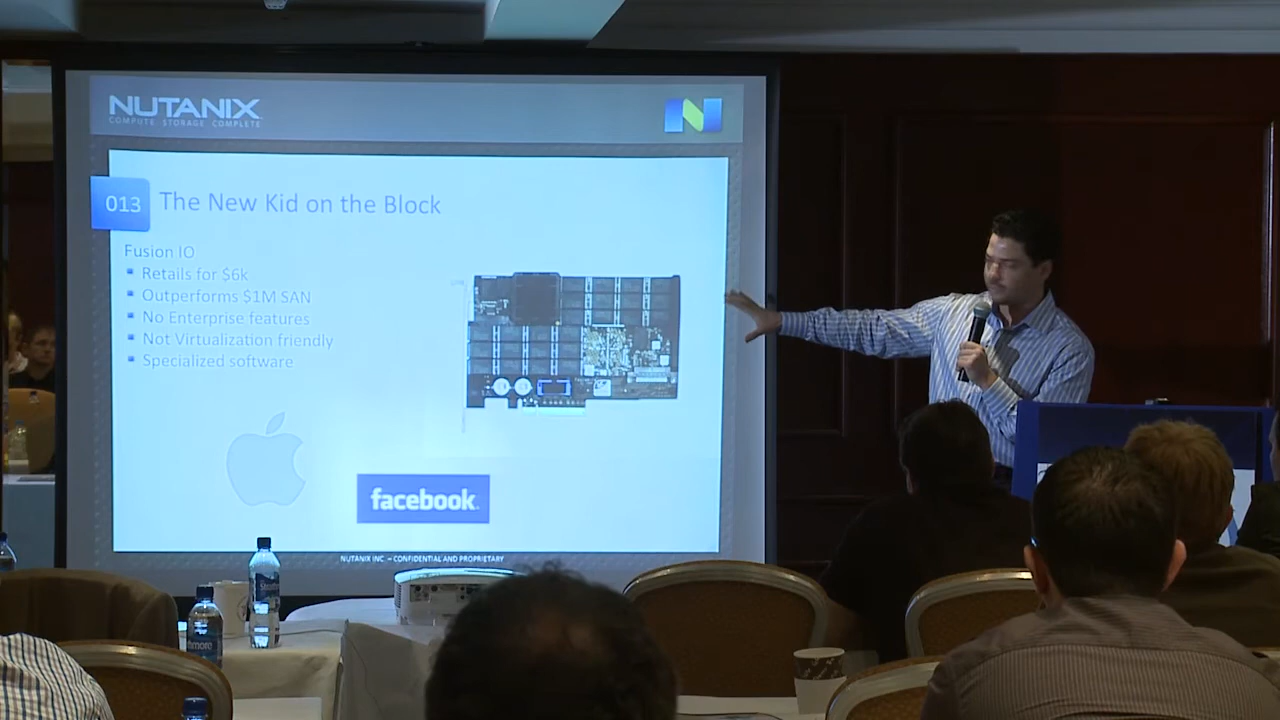 NUTANIX
COMPUTE STORAGE COMPLETE
N
013
The New Kid on the Block
Fusion IO
Retails for $6k
Outperforms $1M SAN
No Enterprise features
Not Virtualization friendly
Specialized software
facebook
NUTANIX INC – CONFIDENTIAL AND PROPRIETARY